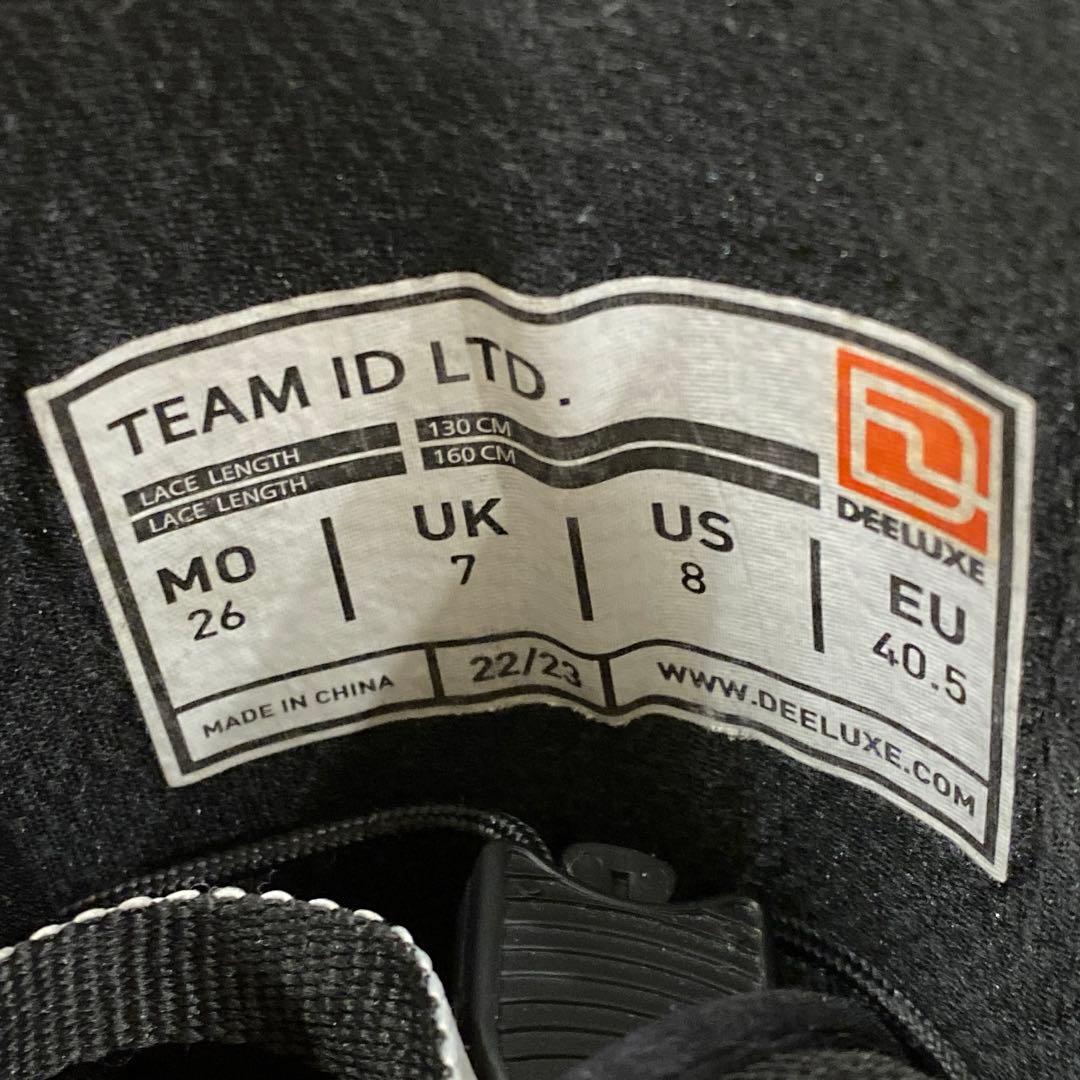 TEAM ID LTD.
LACE LENGTH 130 CM
LACE LENGTH 160 CM
DEELUXE
MO UK US EU
26 7 8 40.5
MADE IN CHINA 22/23 WWW.DEELUXE.COM